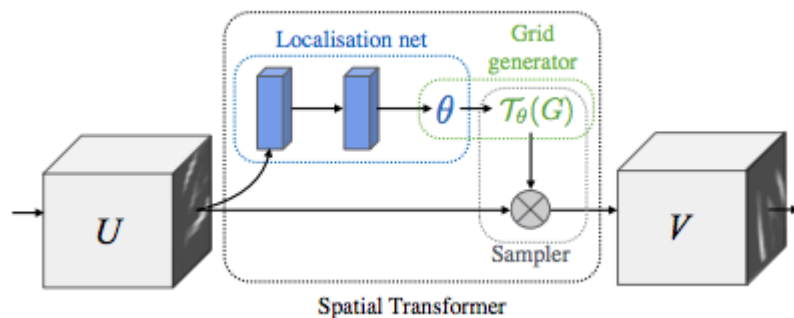 Localisation net
Grid
generator
θ
𝒯θ(G)
U
V
Sampler
Spatial Transformer